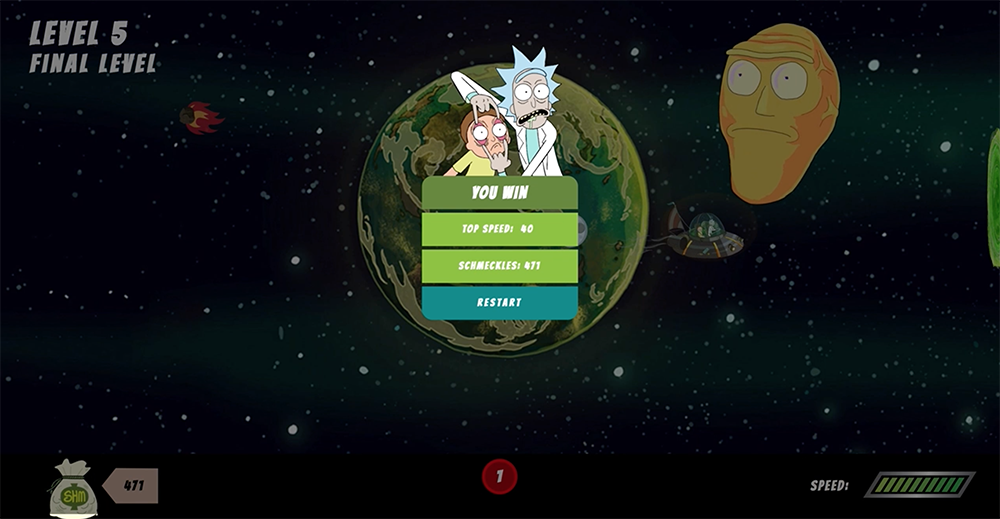 LEVEL 5
FINAL LEVEL
YOU WIN
TOP SPEED: 40
SCHMECKLES: 471
RESTART
SHM
471
1
SPEED: